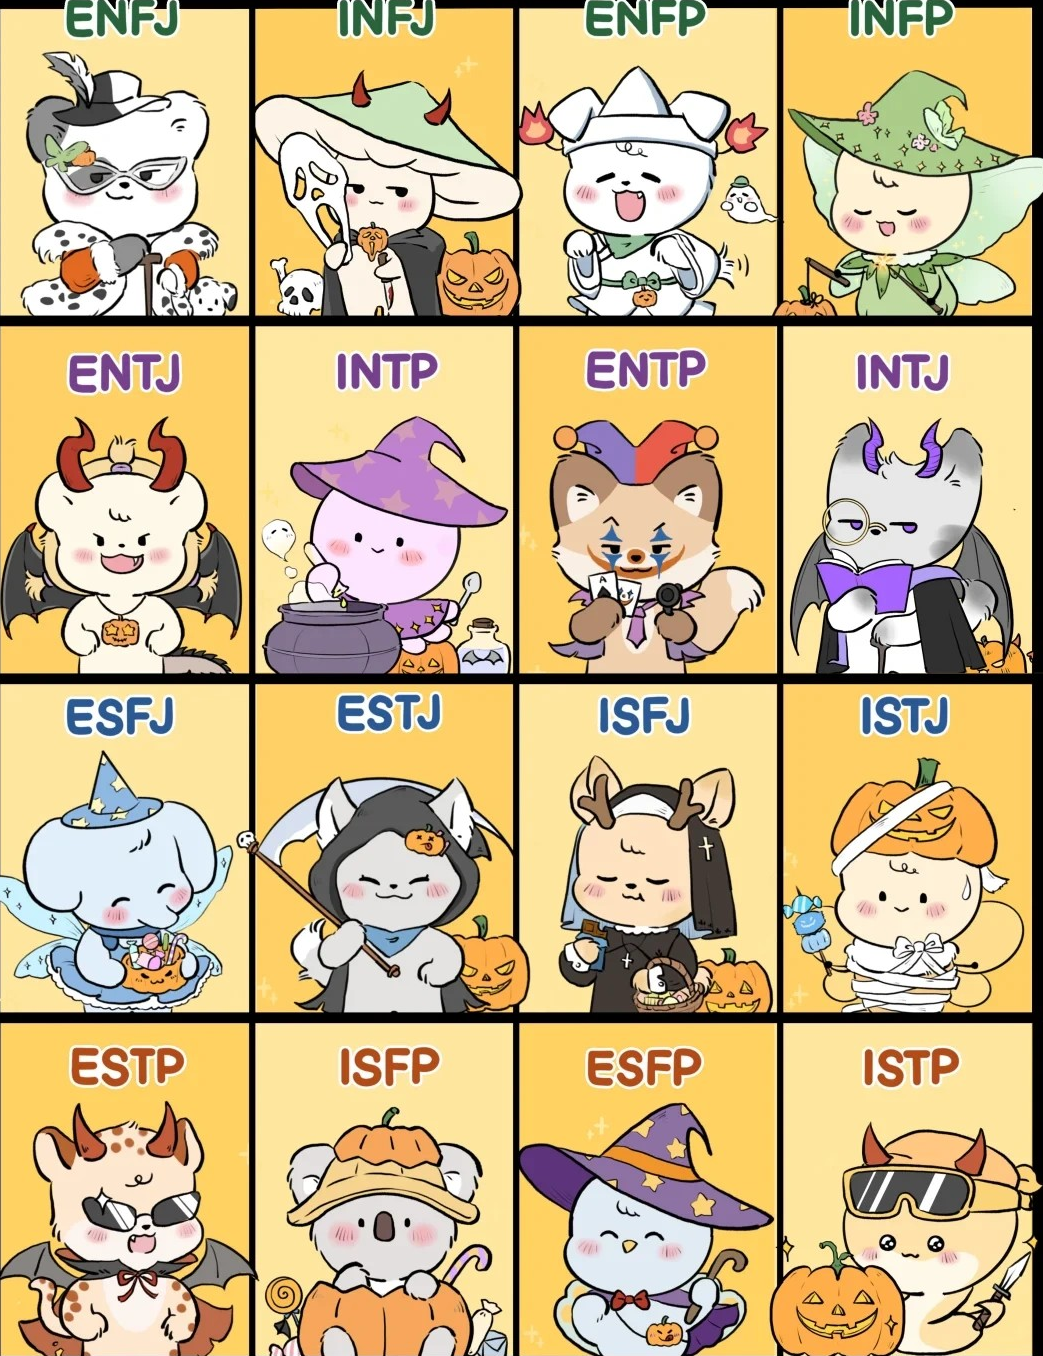 ENFJ INFJ ENFP INFP
ENTJ INTP ENTP INTJ
ESFJ ESTJ ISFJ ISTJ
ESTP ISFP ESFP ISTP